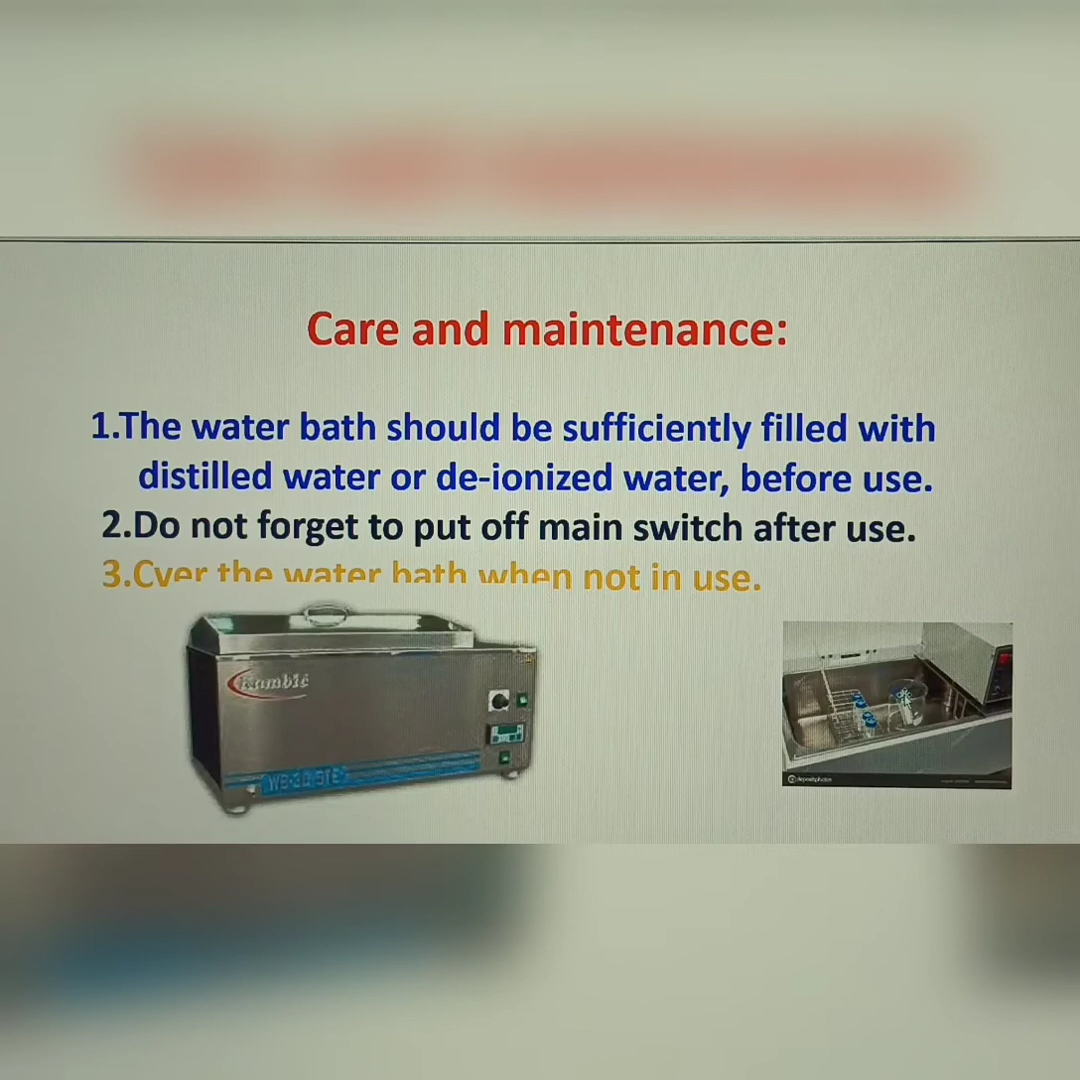 Care and maintenance:
1.The water bath should be sufficiently filled with
distilled water or de-ionized water, before use.
2.Do not forget to put off main switch after use.
3.Cver the water bath when not in use.
Kambič
depositphotos